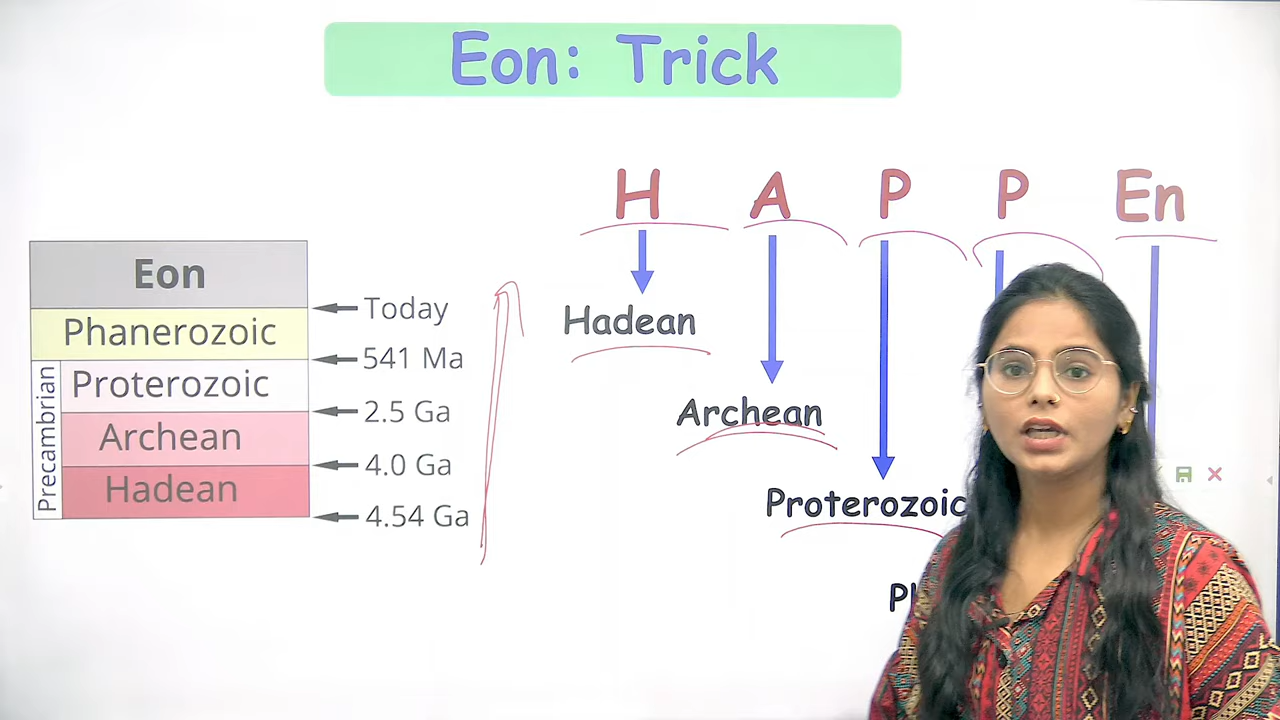 Eon: Trick
H A P P En
Eon
Phanerozoic
Precambrian
Proterozoic
Archean
Hadean
Today
541 Ma
2.5 Ga
4.0 Ga
4.54 Ga
Hadean
Archean
Proterozoic